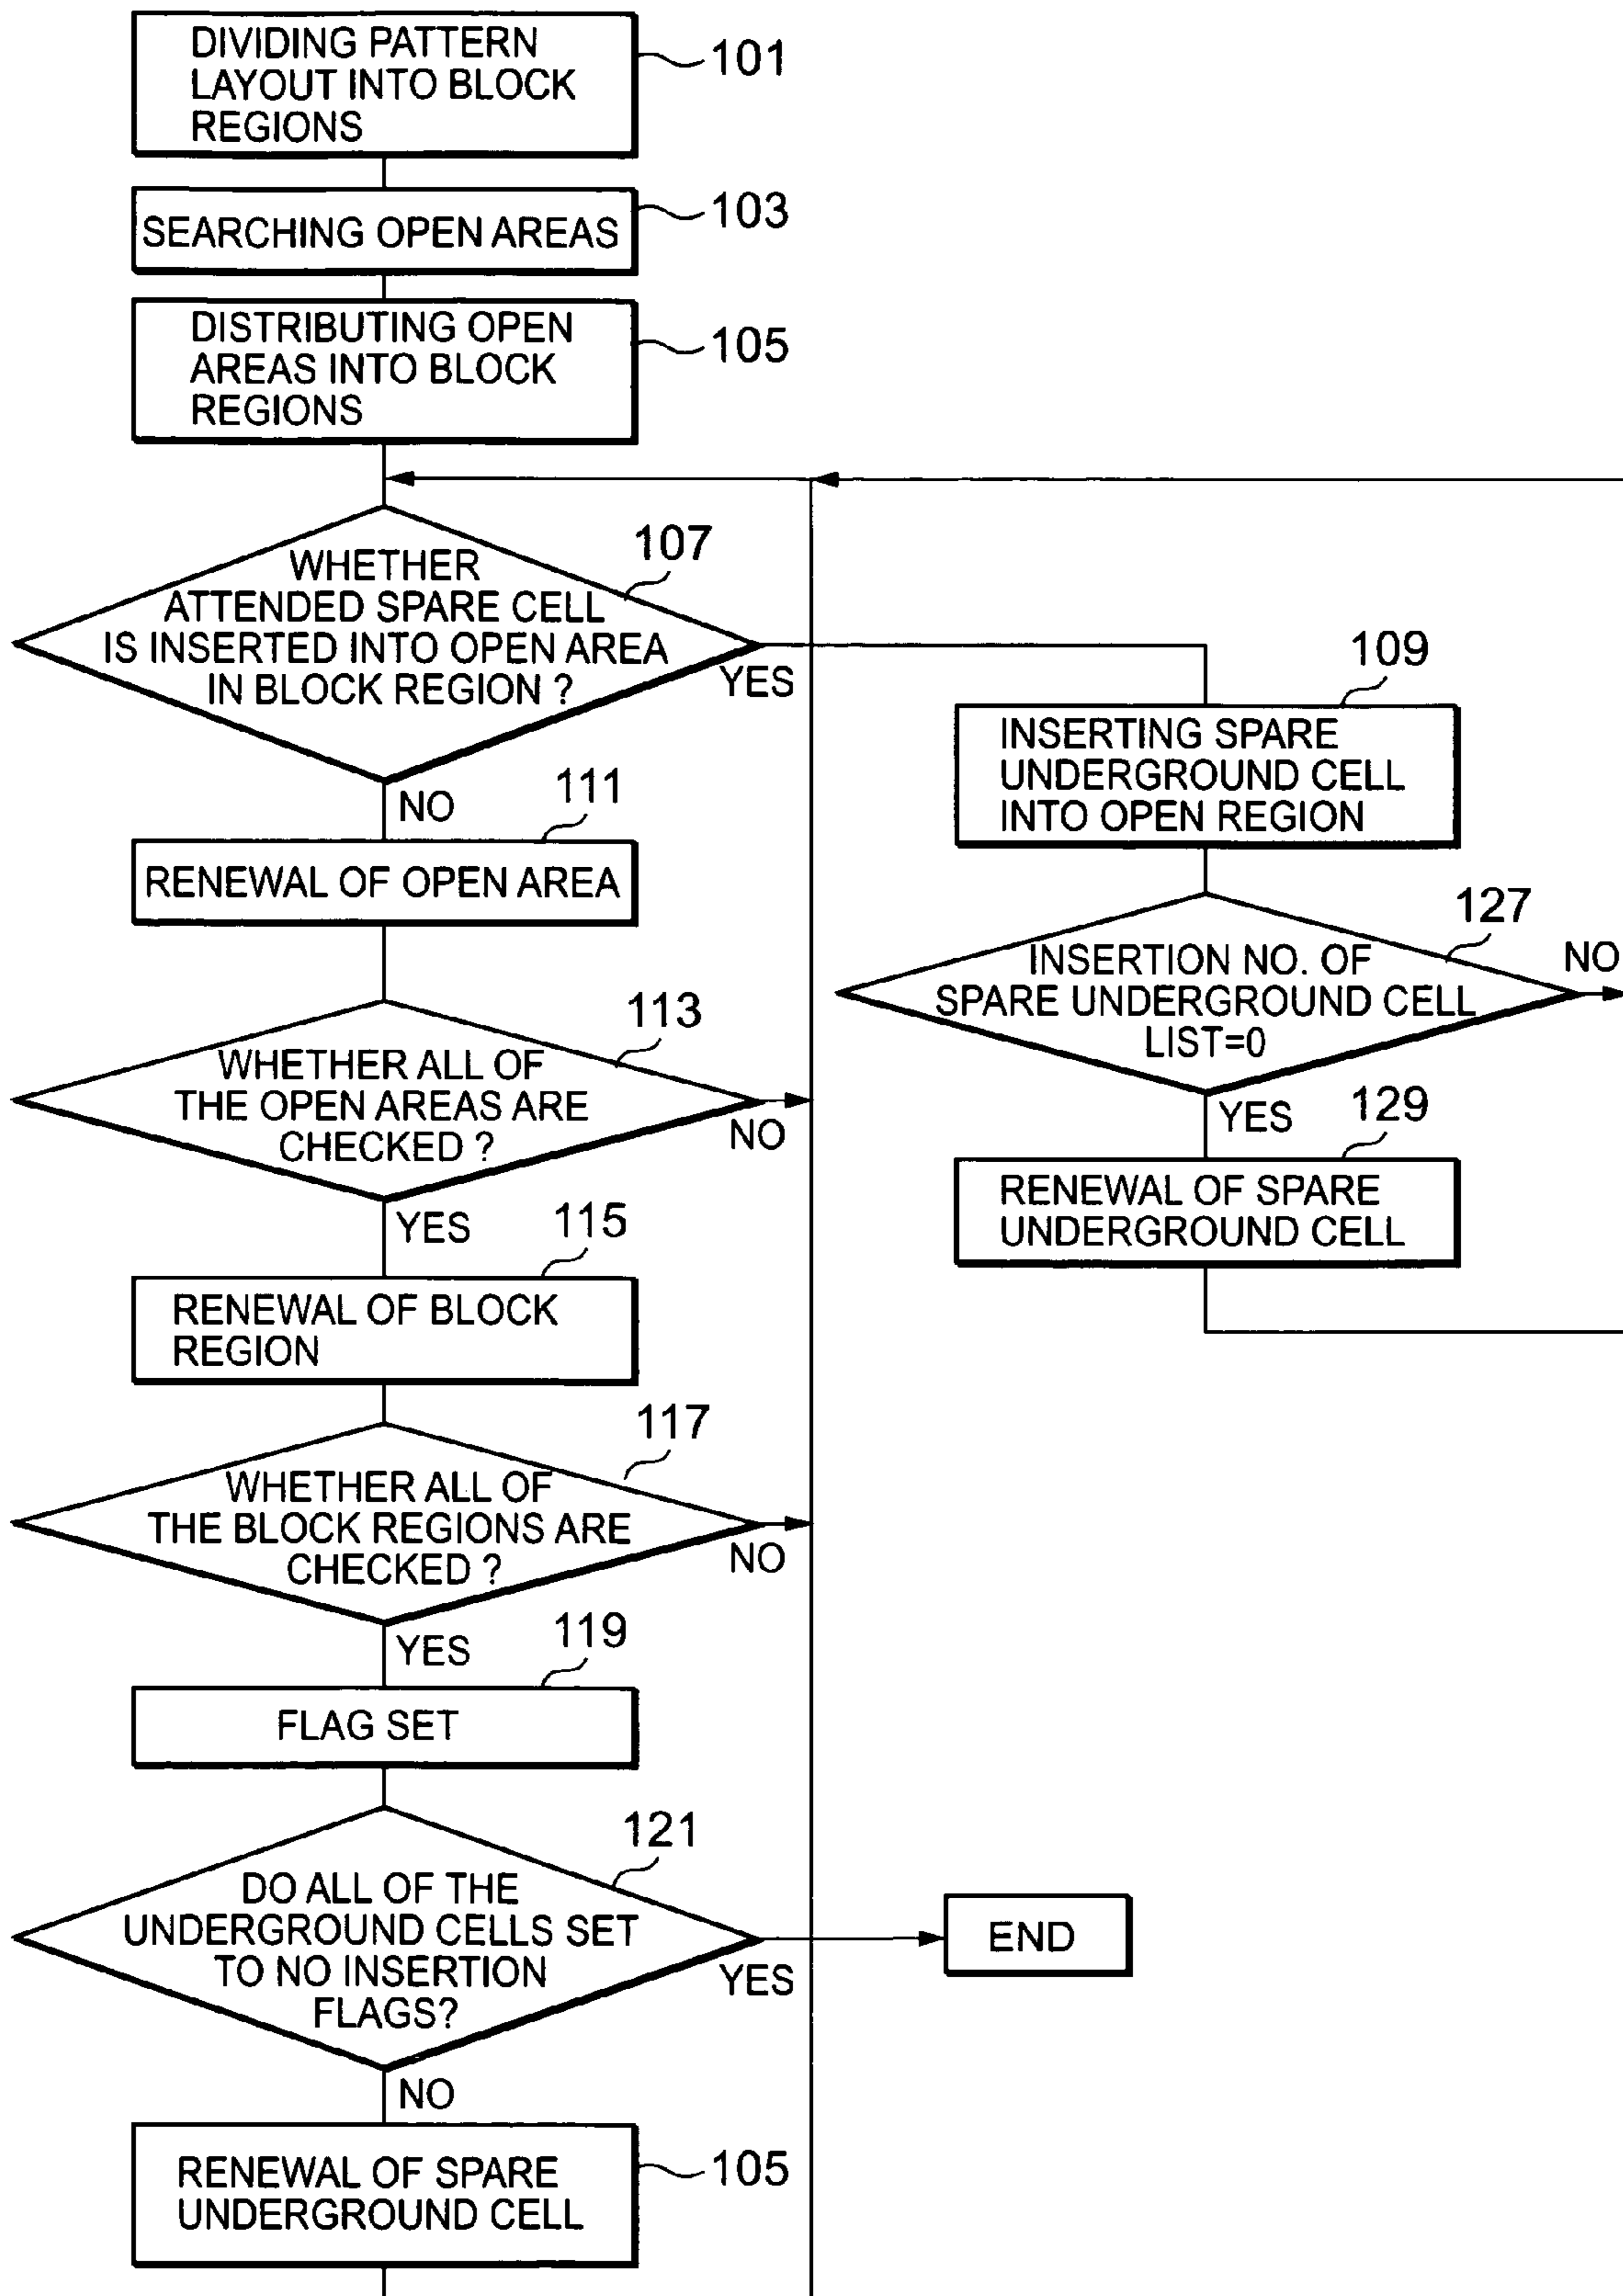 DIVIDING PATTERN
LAYOUT INTO BLOCK
REGIONS
101
SEARCHING OPEN AREAS
103
DISTRIBUTING OPEN
AREAS INTO BLOCK
REGIONS
105
WHETHER
ATTENDED SPARE CELL
IS INSERTED INTO OPEN AREA
IN BLOCK REGION ?
107
YES
NO
109
INSERTING SPARE
UNDERGROUND CELL
INTO OPEN REGION
111
RENEWAL OF OPEN AREA
127
INSERTION NO. OF
SPARE UNDERGROUND CELL
LIST=0
NO
YES
113
WHETHER ALL OF
THE OPEN AREAS ARE
CHECKED ?
NO
YES
129
RENEWAL OF SPARE
UNDERGROUND CELL
115
RENEWAL OF BLOCK
REGION
117
WHETHER ALL OF
THE BLOCK REGIONS ARE
CHECKED ?
NO
YES
119
FLAG SET
121
DO ALL OF THE
UNDERGROUND CELLS SET
TO NO INSERTION
FLAGS?
YES
END
NO
RENEWAL OF SPARE
UNDERGROUND CELL
105